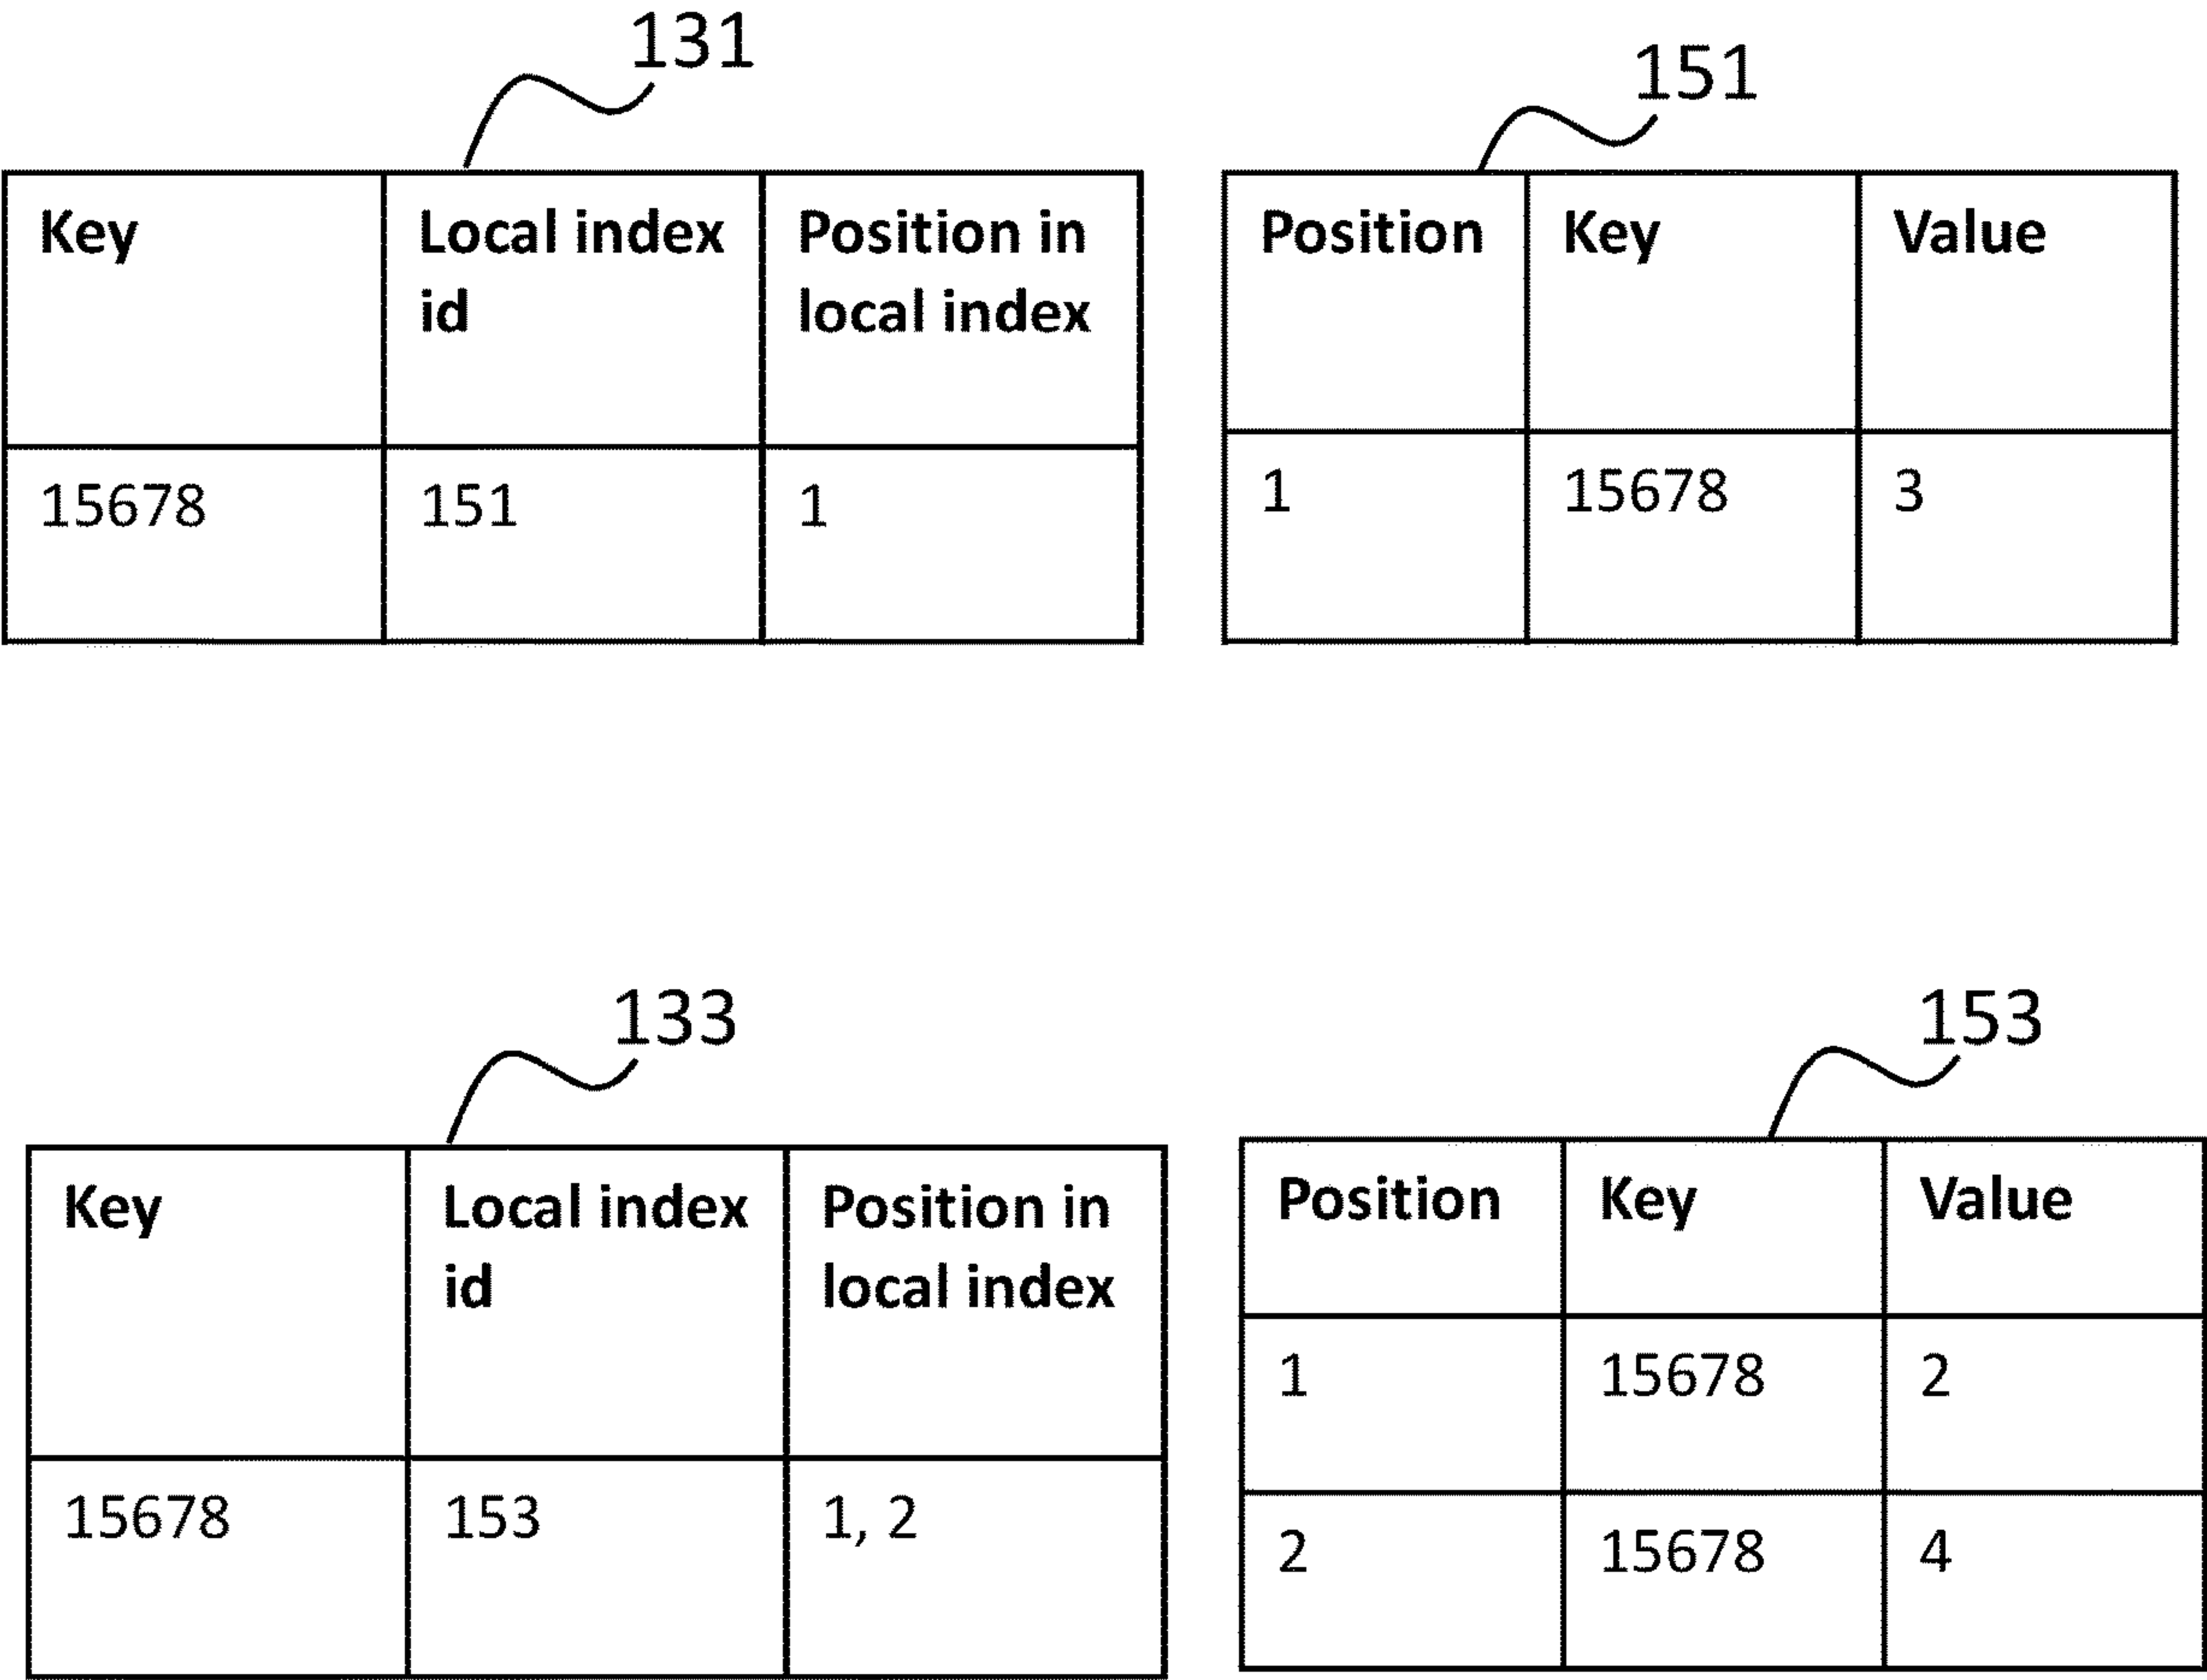 131
151
Key Local index Position in
id local index
15678 151 1
Position Key Value
1 15678 3
133
153
Key Local index Position in
id local index
15678 153 1, 2
Position Key Value
1 15678 2
2 15678 4